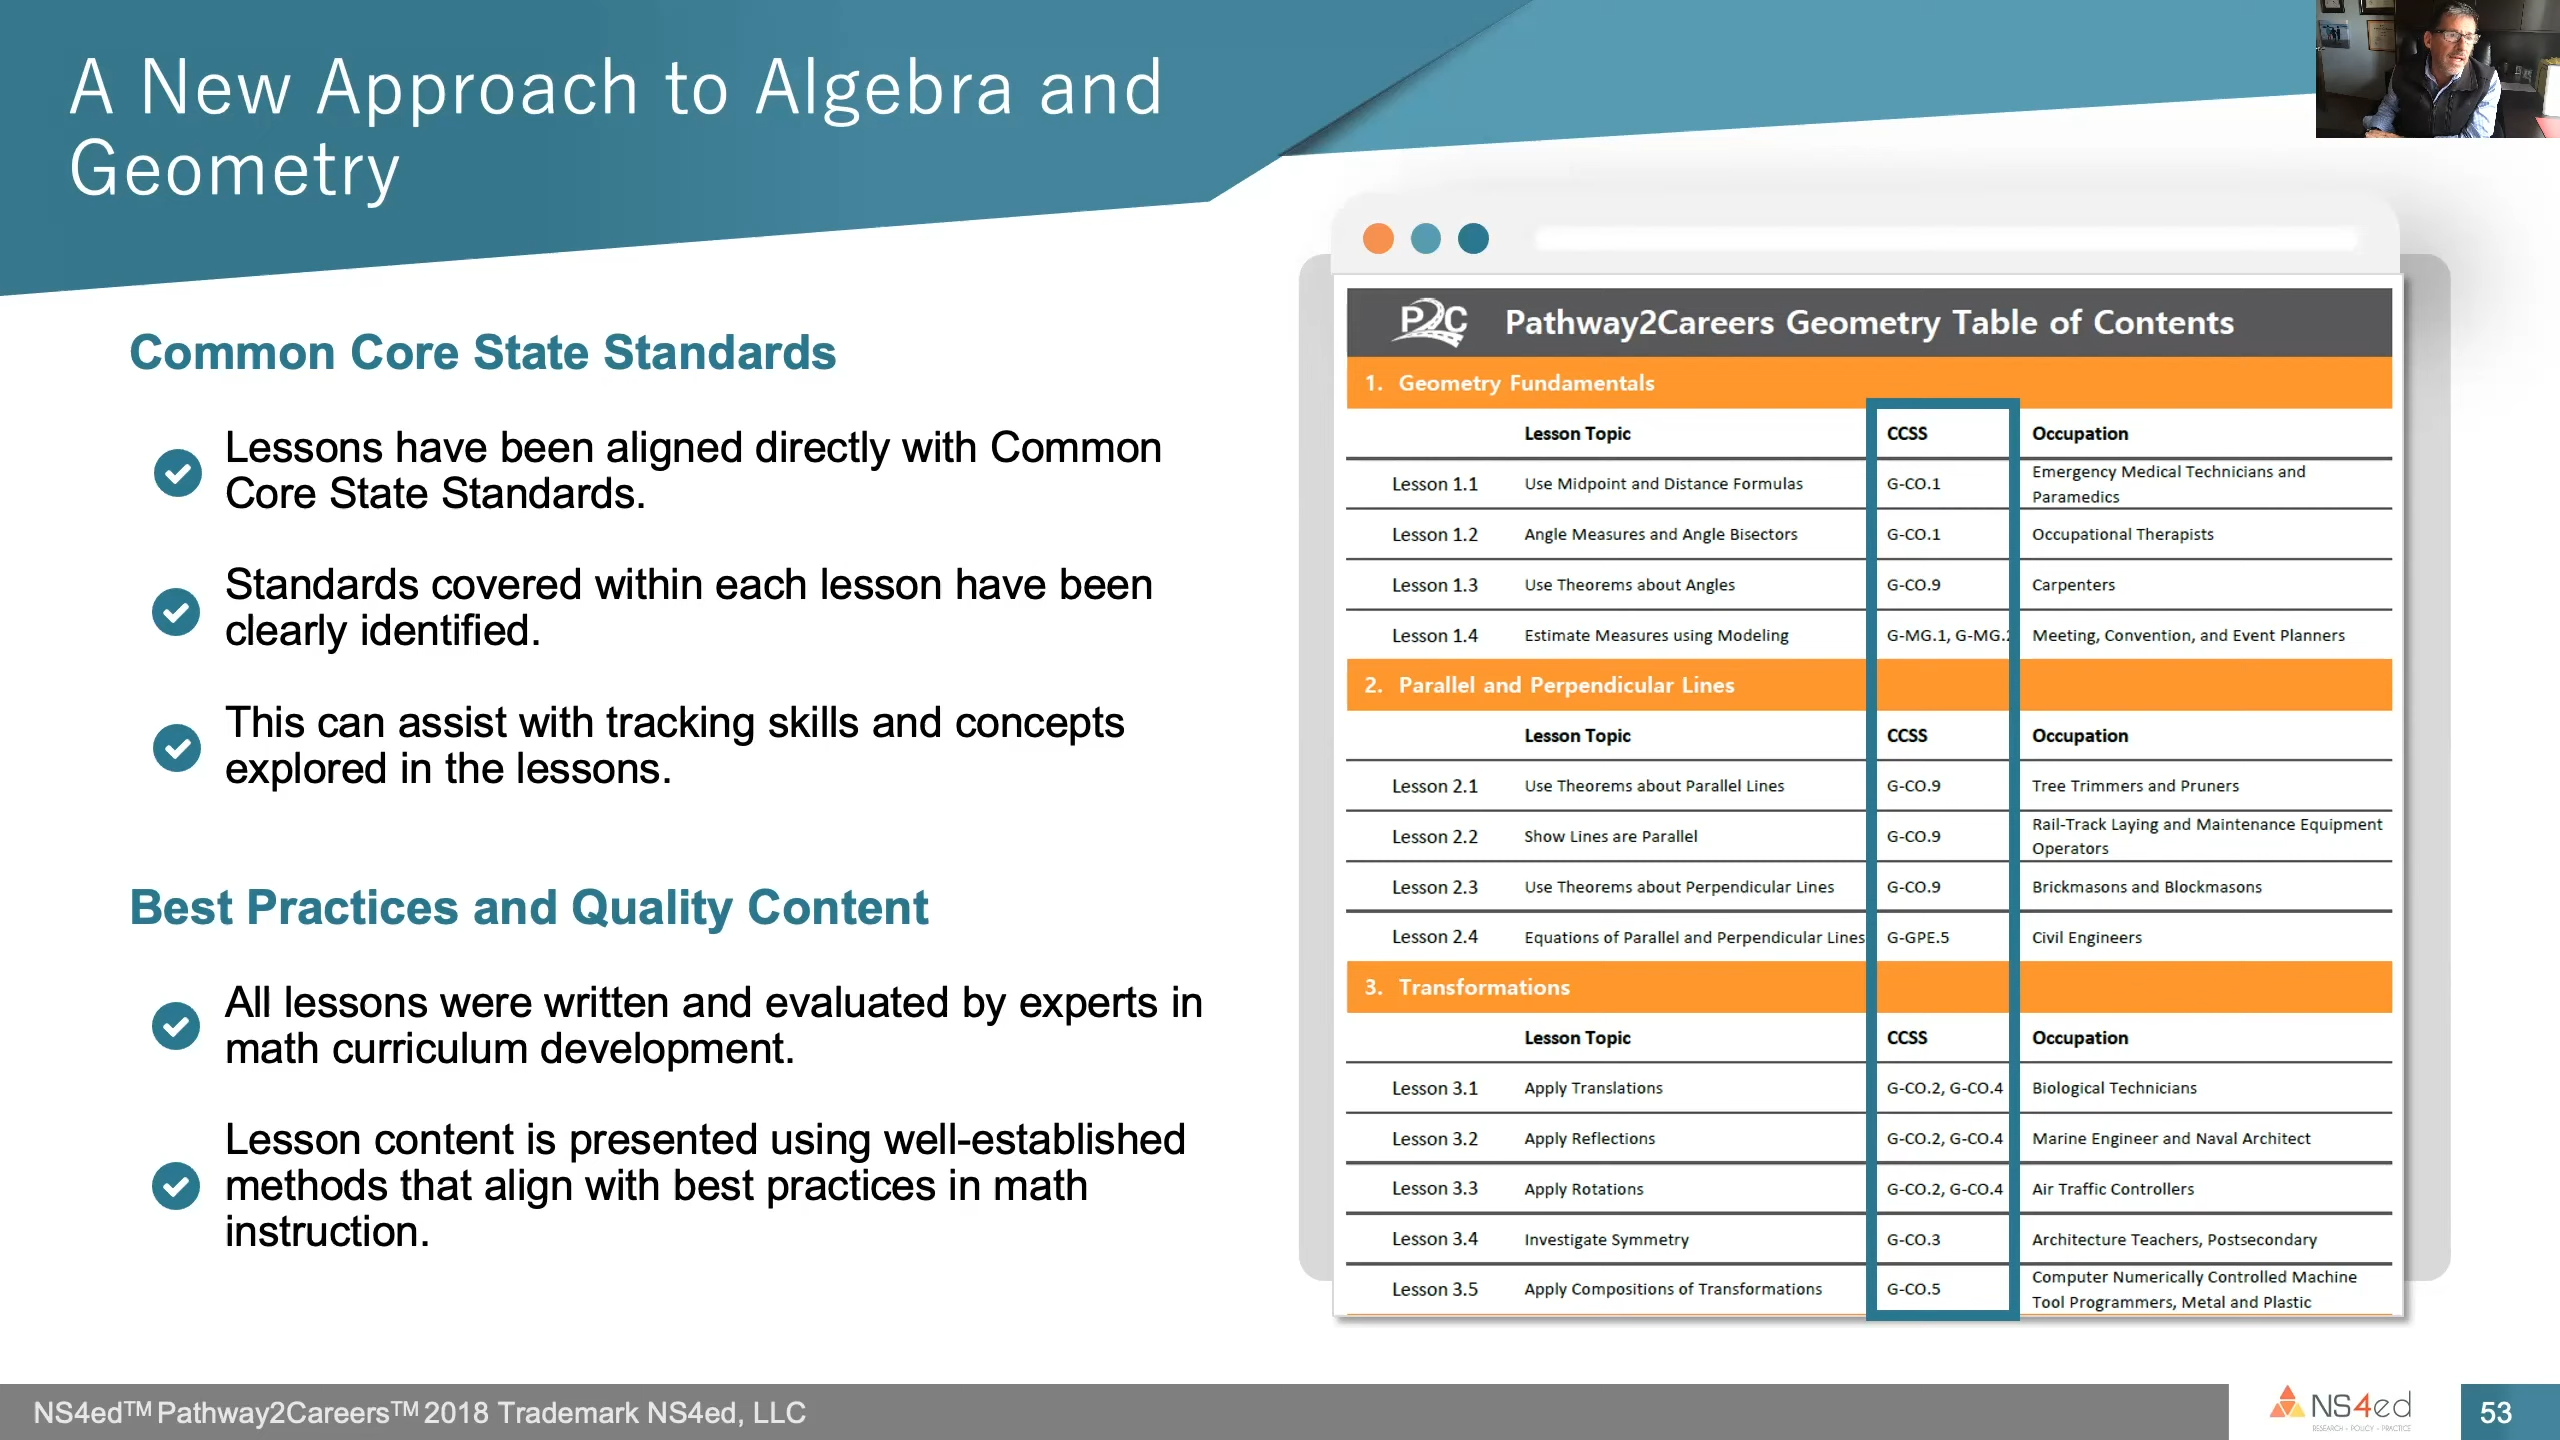 A New Approach to Algebra and
Geometry
Common Core State Standards
Lessons have been aligned directly with Common
Core State Standards.
Standards covered within each lesson have been
clearly identified.
This can assist with tracking skills and concepts
explored in the lessons.
Best Practices and Quality Content
All lessons were written and evaluated by experts in
math curriculum development.
Lesson content is presented using well-established
methods that align with best practices in math
instruction.
P2C Pathway2Careers Geometry Table of Contents
1. Geometry Fundamentals
Lesson Topic CCSS Occupation
Lesson 1.1 Use Midpoint and Distance Formulas G-CO.1 Emergency Medical Technicians and
Paramedics
Lesson 1.2 Angle Measures and Angle Bisectors G-CO.1 Occupational Therapists
Lesson 1.3 Use Theorems about Angles G-CO.9 Carpenters
Lesson 1.4 Estimate Measures using Modeling G-MG.1, G-MG.2 Meeting, Convention, and Event Planners
2. Parallel and Perpendicular Lines
Lesson Topic CCSS Occupation
Lesson 2.1 Use Theorems about Parallel Lines G-CO.9 Tree Trimmers and Pruners
Lesson 2.2 Show Lines are Parallel G-CO.9 Rail-Track Laying and Maintenance Equipment
Operators
Lesson 2.3 Use Theorems about Perpendicular Lines G-CO.9 Brickmasons and Blockmasons
Lesson 2.4 Equations of Parallel and Perpendicular Lines G-GPE.5 Civil Engineers
3. Transformations
Lesson Topic CCSS Occupation
Lesson 3.1 Apply Translations G-CO.2, G-CO.4 Biological Technicians
Lesson 3.2 Apply Reflections G-CO.2, G-CO.4 Marine Engineer and Naval Architect
Lesson 3.3 Apply Rotations G-CO.2, G-CO.4 Air Traffic Controllers
Lesson 3.4 Investigate Symmetry G-CO.3 Architecture Teachers, Postsecondary
Lesson 3.5 Apply Compositions of Transformations G-CO.5 Computer Numerically Controlled Machine
Tool Programmers, Metal and Plastic
NS4ed™ Pathway2Careers™ 2018 Trademark NS4ed, LLC
NS4ed
RESEARCH • POLICY • PRACTICE
53